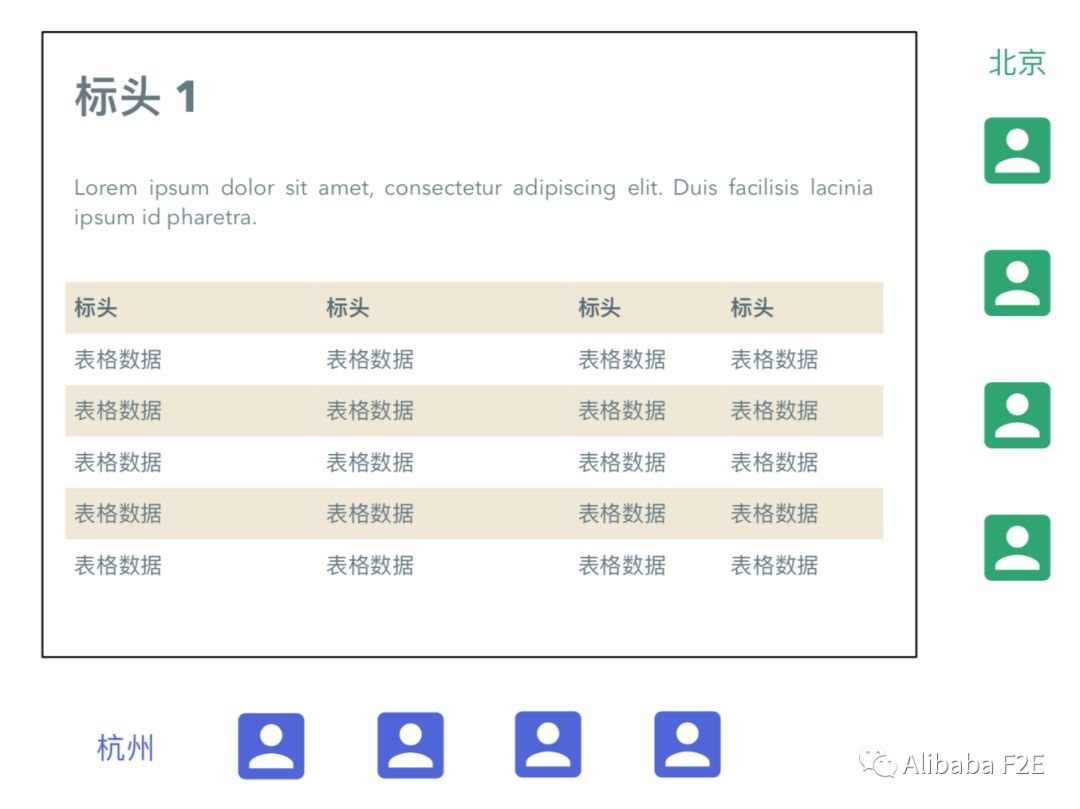 北京
标头 1
Lorem ipsum dolor sit amet, consectetur adipiscing elit. Duis facilisis lacinia
ipsum id pharetra.
标头 标头 标头 标头
表格数据 表格数据 表格数据 表格数据
表格数据 表格数据 表格数据 表格数据
表格数据 表格数据 表格数据 表格数据
表格数据 表格数据 表格数据 表格数据
表格数据 表格数据 表格数据 表格数据
杭州
Alibaba F2E